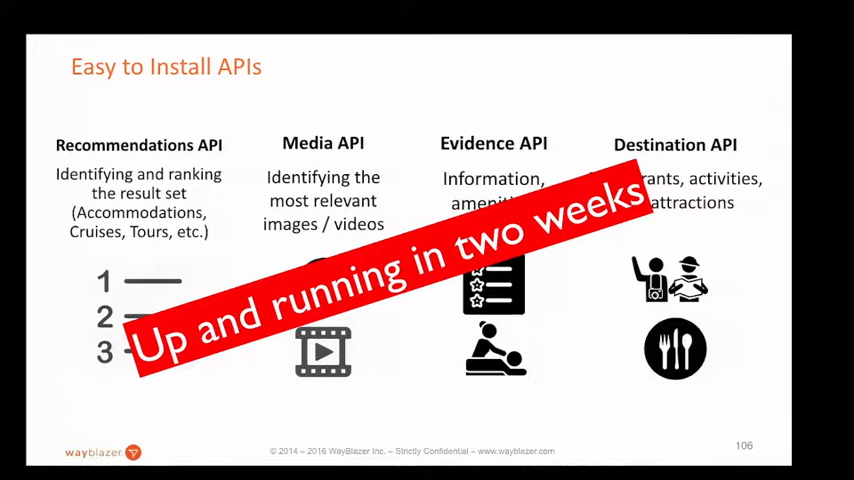 Easy to Install APIs
Recommendations API
Identifying and ranking
the result set
(Accommodations,
Cruises, Tours, etc.)
1
2
3
Media API
Identifying the
most relevant
images / videos
Evidence API
Information,
Destination API
activities,
attractions
Up and running in two weeks
wayblazer
© 2014 – 2016 WayBlazer Inc. – Strictly Confidential – www.wayblazer.com
106